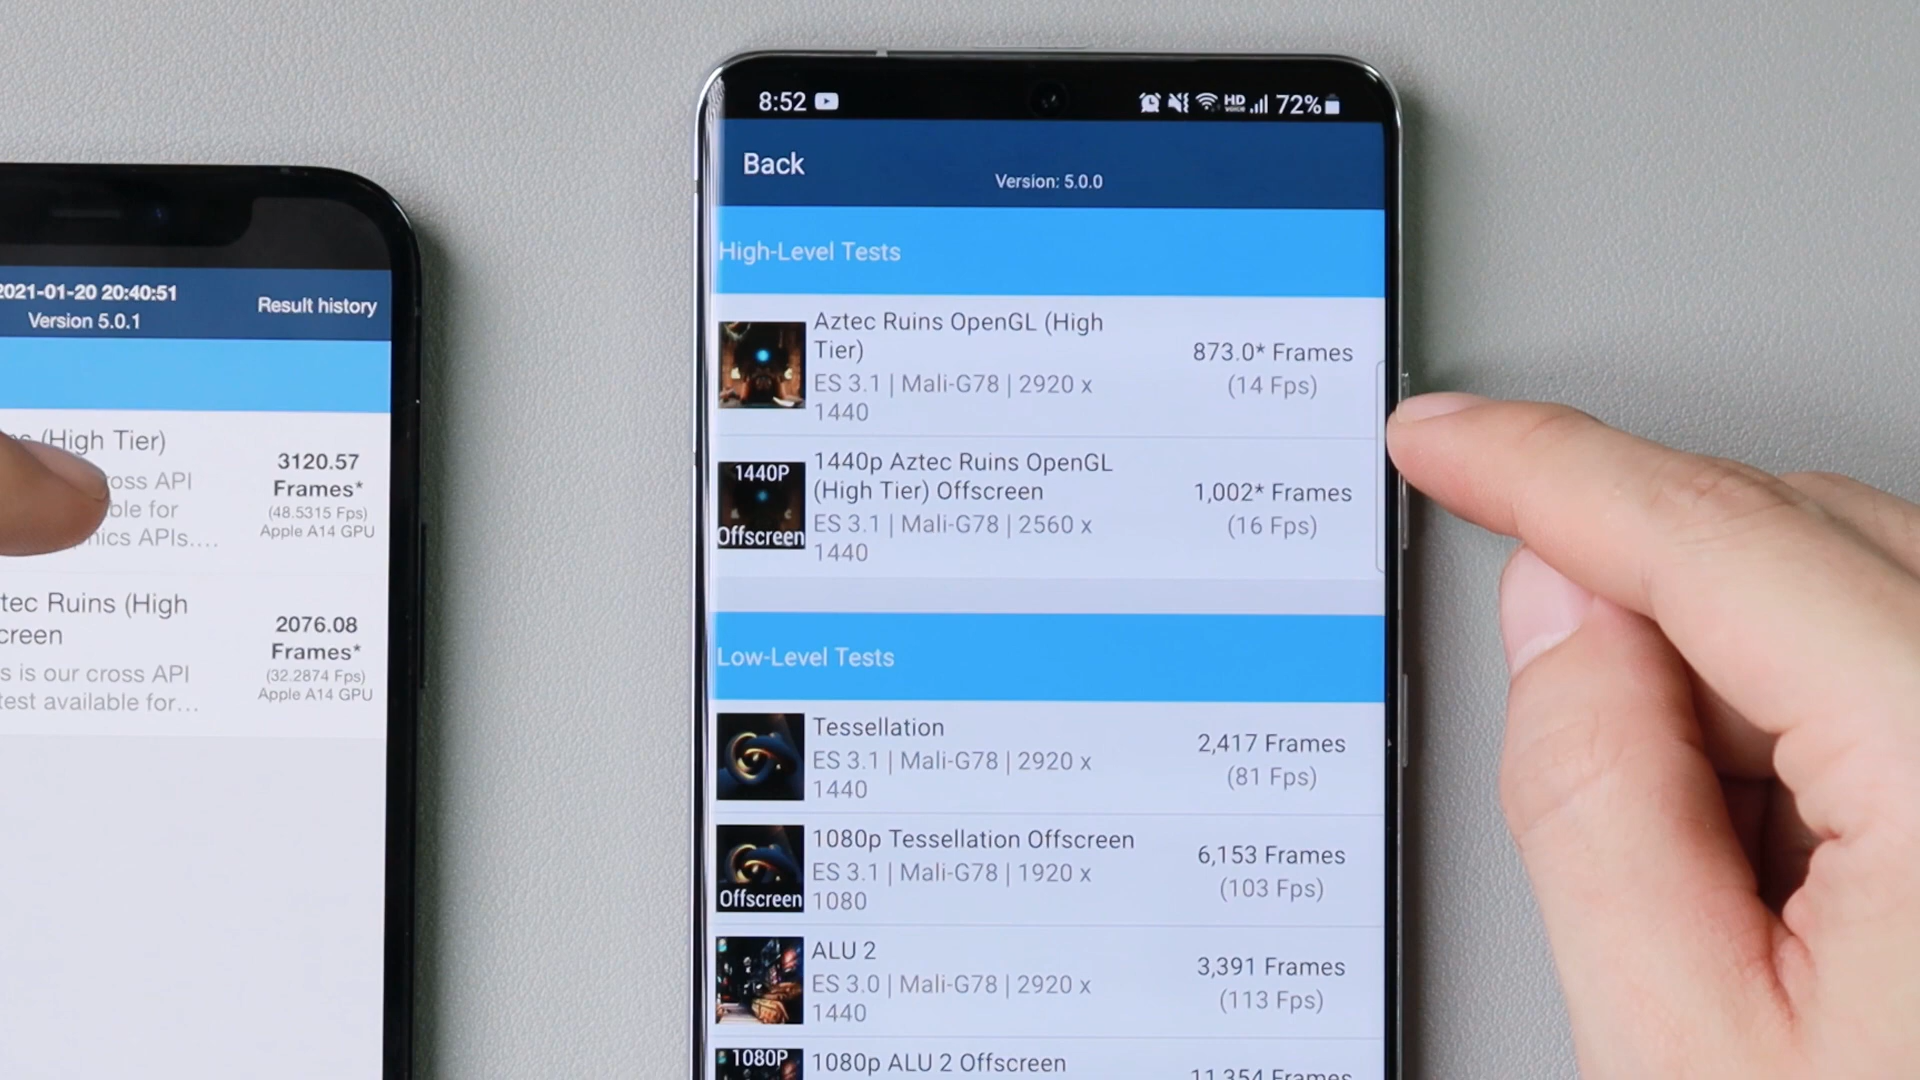 2021-01-20 20:40:51
Version 5.0.1
Result history
(High Tier)
3120.57
Frames*
(48.5315 Fps)
Apple A14 GPU
API
for
APIs....
Ruins (High
2076.08
Frames*
(32.2874 Fps)
Apple A14 GPU
is our cross API
test available for...
8:52
HD
VOICE
72%
Back
Version: 5.0.0
High-Level Tests
Aztec Ruins OpenGL (High
Tier)
ES 3.1 | Mali-G78 | 2920 x
1440
873.0* Frames
(14 Fps)
1440P
Offscreen
1440p Aztec Ruins OpenGL
(High Tier) Offscreen
ES 3.1 | Mali-G78 | 2560 x
1440
1,002* Frames
(16 Fps)
Low-Level Tests
Tessellation
ES 3.1 | Mali-G78 | 2920 x
1440
2,417 Frames
(81 Fps)
Offscreen
1080p Tessellation Offscreen
ES 3.1 | Mali-G78 | 1920 x
1080
6,153 Frames
(103 Fps)
ALU 2
ES 3.0 | Mali-G78 | 2920 x
1440
3,391 Frames
(113 Fps)
1080P
1080p ALU 2 Offscreen
11,354 Frames